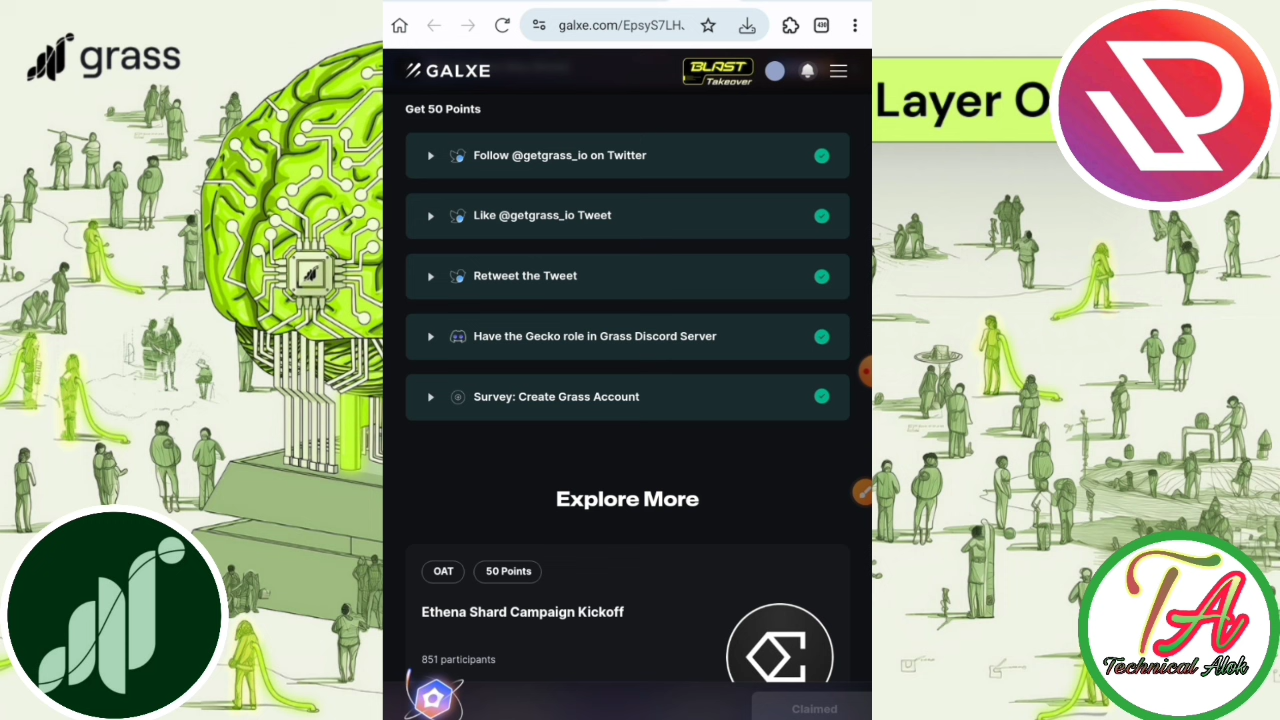 grass
galxe.com/EpsyS7LH
430
GALXE
BLAST
Takeover
Layer O
Get 50 Points
Follow @getgrass_io on Twitter
Like @getgrass_io Tweet
Retweet the Tweet
Have the Gecko role in Grass Discord Server
Survey: Create Grass Account
Explore More
OAT
50 Points
Ethena Shard Campaign Kickoff
851 participants
Claimed
TA
Technical Alok